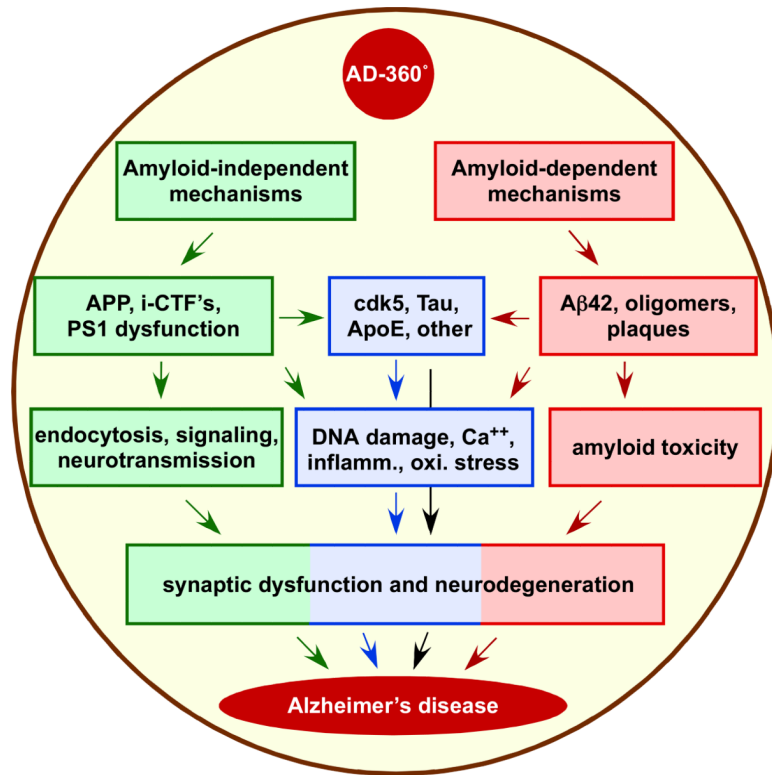 AD-360°
Amyloid-independent
mechanisms
Amyloid-dependent
mechanisms
APP, i-CTF's,
PS1 dysfunction
cdk5, Tau,
ApoE, other
Aβ42, oligomers,
plaques
endocytosis, signaling,
neurotransmission
DNA damage, Ca⁺⁺,
inflamm., oxi. stress
amyloid toxicity
synaptic dysfunction and neurodegeneration
Alzheimer's disease